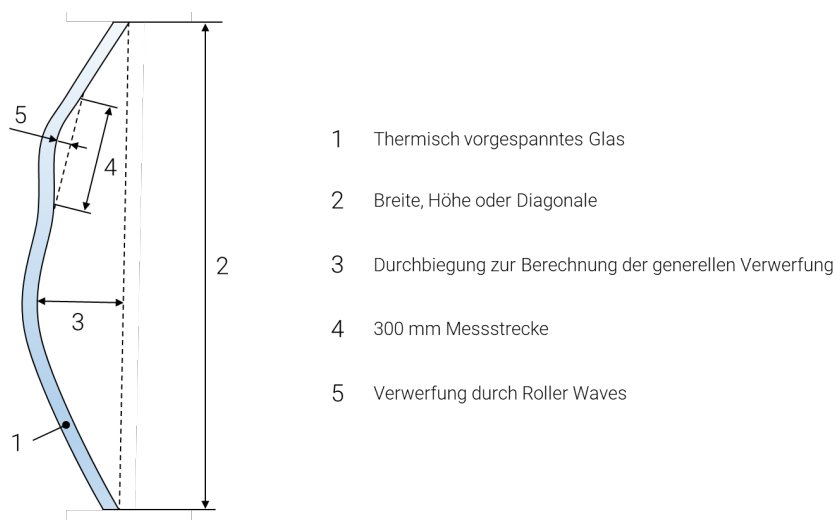 5
4
2
3
1
1 Thermisch vorgespanntes Glas
2 Breite, Höhe oder Diagonale
3 Durchbiegung zur Berechnung der generellen Verwerfung
4 300 mm Messstrecke
5 Verwerfung durch Roller Waves